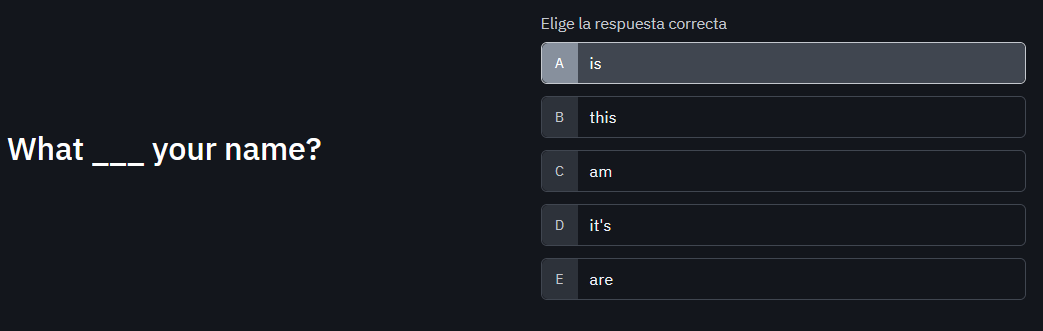 What ___ your name?
Elige la respuesta correcta
A is
B this
C am
D it's
E are